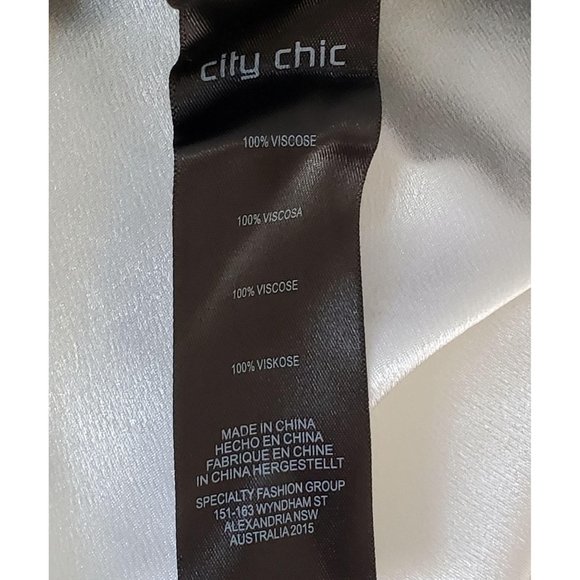 city chic
100% VISCOSE
100% VISCOSA
100% VISCOSE
100% VISKOSE
MADE IN CHINA
HECHO EN CHINA
FABRIQUE EN CHINE
IN CHINA HERGESTELLT
SPECIALTY FASHION GROUP
151-163 WYNDHAM ST
ALEXANDRIA NSW
AUSTRALIA 2015